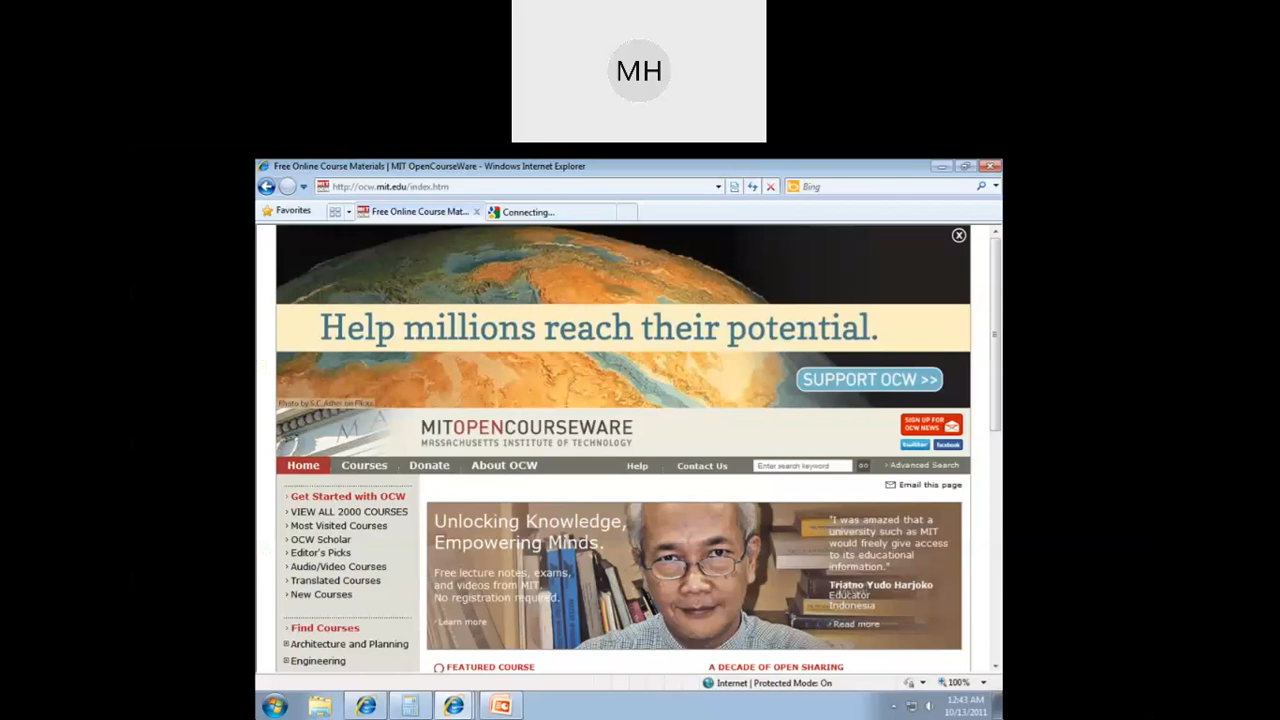 MH
Free Online Course Materials | MIT OpenCourseWare - Windows Internet Explorer
http://ocw.mit.edu/index.htm
Bing
Favorites
Free Online Course Mat...
Connecting...
Help millions reach their potential.
SUPPORT OCW >>
Photo by S.C. Asher on Flickr
MITOPENCOURSEWARE
MASSACHUSETTS INSTITUTE OF TECHNOLOGY
SIGN UP FOR
OCW NEWS
twitter facebook
Home Courses Donate About OCW Help Contact Us Enter search keyword GO › Advanced Search
Email this page
› Get Started with OCW
› VIEW ALL 2000 COURSES
› Most Visited Courses
› OCW Scholar
› Editor's Picks
› Audio/Video Courses
› Translated Courses
› New Courses
› Find Courses
Architecture and Planning
Engineering
Unlocking Knowledge,
Empowering Minds.
Free lecture notes, exams,
and videos from MIT.
No registration required.
› Learn more
"I was amazed that a
university such as MIT
would freely give access
to its educational
information."
Triatno Yudo Harjoko
Educator
Indonesia
› Read more
FEATURED COURSE
A DECADE OF OPEN SHARING
Internet | Protected Mode: On
100%
12:43 AM
10/13/2011